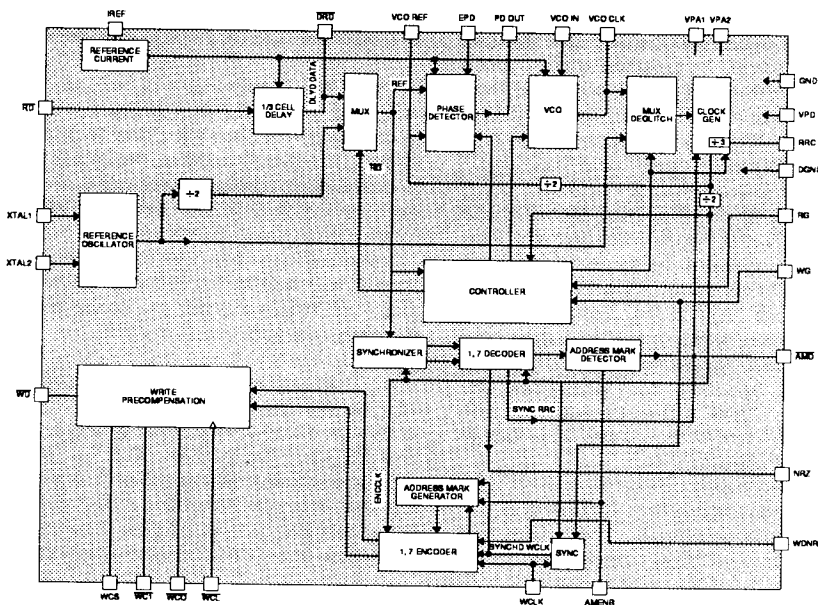 IREF
DRD
VCO REF
EPD
PD OUT
VCO IN
VCO CLK
VPA1
VPA2
REFERENCE
CURRENT
DLYD DATA
REF
1/3 CELL
DELAY
MUX
PHASE
DETECTOR
VCO
MUX
DEGLITCH
CLOCK
GEN
÷3
GND
VPD
RRC
DGND
RD
RD
÷2
÷2
÷2
XTAL1
REFERENCE
OSCILLATOR
XTAL2
RG
WG
CONTROLLER
SYNCHRONIZER
1, 7 DECODER
ADDRESS MARK
DETECTOR
AMD
WD
WRITE
PRECOMPENSATION
SYNC RRC
ENCCLK
ADDRESS MARK
GENERATOR
NRZ
1, 7 ENCODER
SYNCHD WCLK
SYNC
WDNR
WCS
WCT
WCO
WCL
WCLK
AMENR